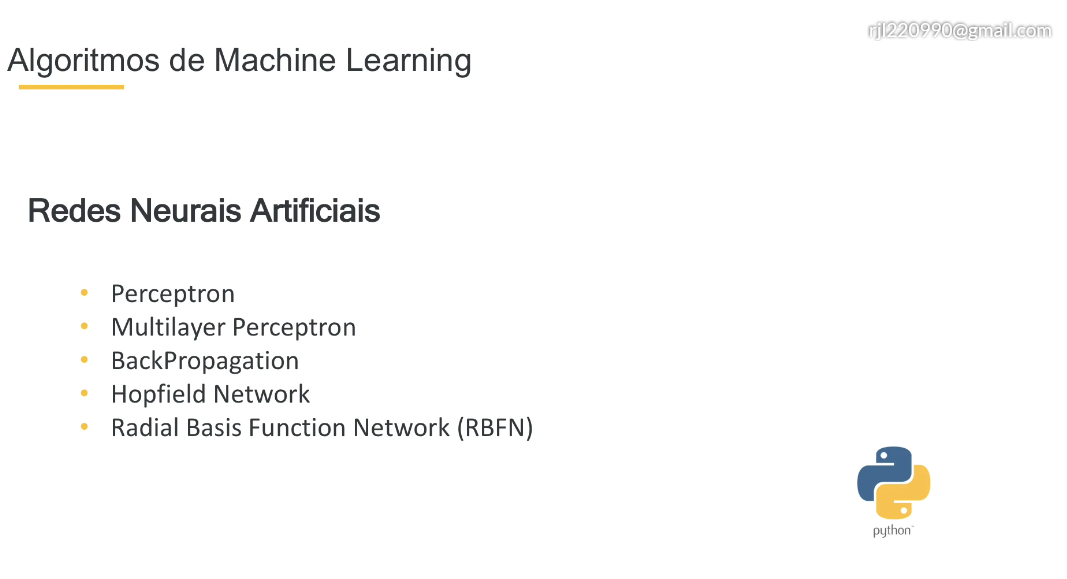 rjl220990@gmail.com
Algoritmos de Machine Learning
Redes Neurais Artificiais
• Perceptron
• Multilayer Perceptron
• BackPropagation
• Hopfield Network
• Radial Basis Function Network (RBFN)
python